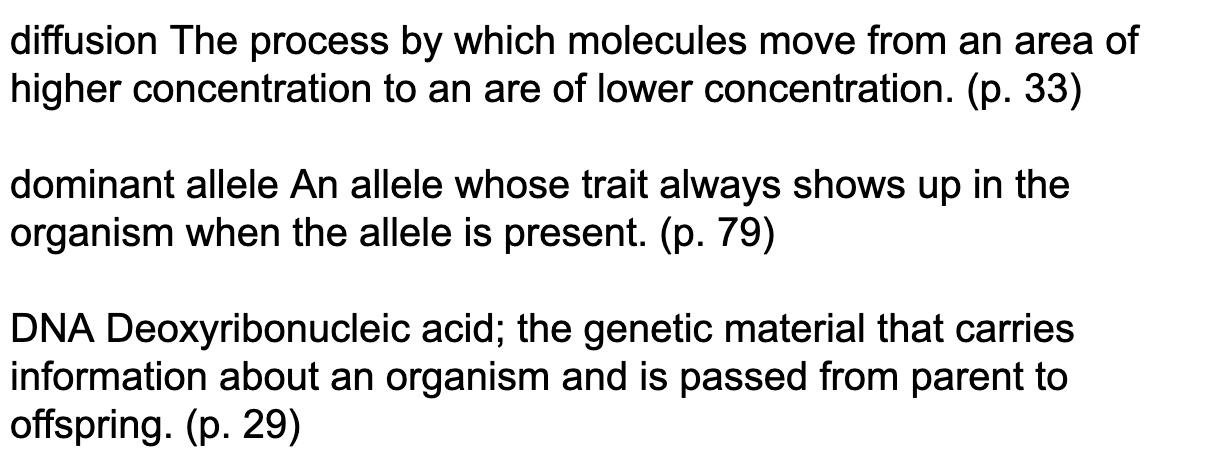 diffusion The process by which molecules move from an area of
higher concentration to an are of lower concentration. (p. 33)
dominant allele An allele whose trait always shows up in the
organism when the allele is present. (p. 79)
DNA Deoxyribonucleic acid; the genetic material that carries
information about an organism and is passed from parent to
offspring. (p. 29)